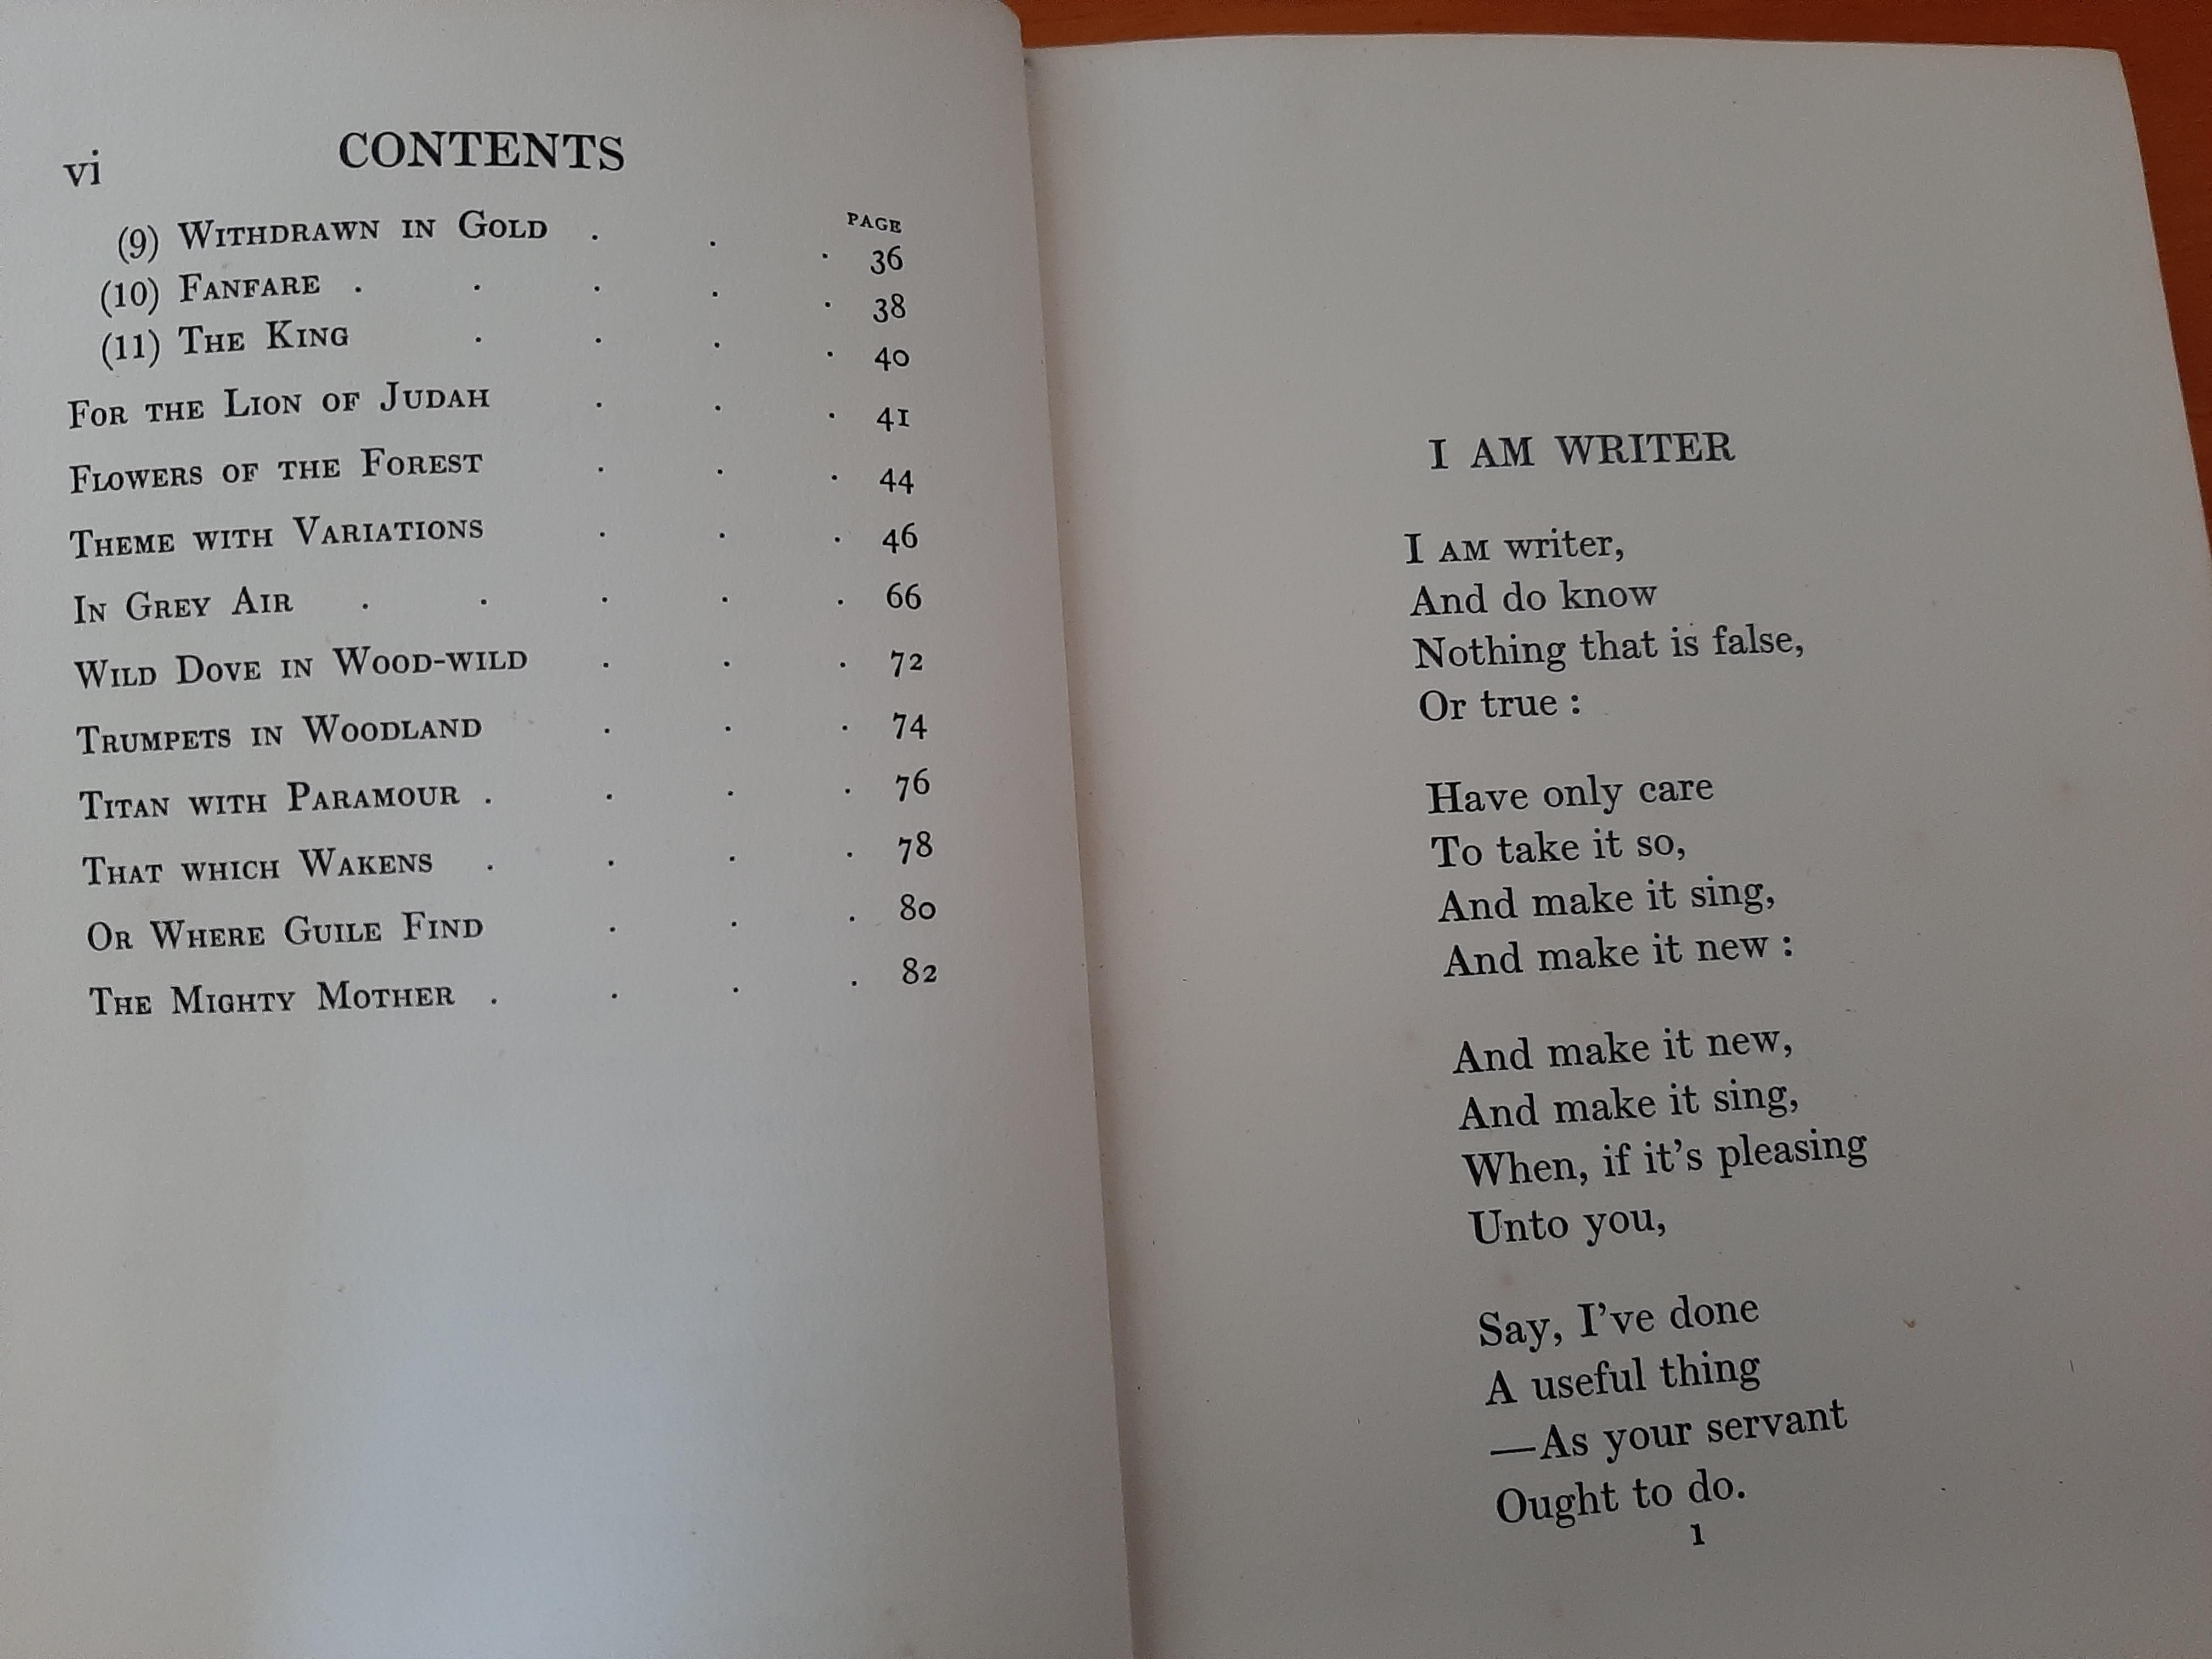 vi CONTENTS
PAGE
(9) WITHDRAWN IN GOLD . . . 36
(10) FANFARE . . . . . 38
(11) THE KING . . . . 40
FOR THE LION OF JUDAH . . . 41
FLOWERS OF THE FOREST . . . 44
THEME WITH VARIATIONS . . . 46
IN GREY AIR . . . . . 66
WILD DOVE IN WOOD-WILD . . . 72
TRUMPETS IN WOODLAND . . . 74
TITAN WITH PARAMOUR . . . . 76
THAT WHICH WAKENS . . . . 78
OR WHERE GUILE FIND . . . 80
THE MIGHTY MOTHER . . . . 82
I AM WRITER
I AM writer,
And do know
Nothing that is false,
Or true :
Have only care
To take it so,
And make it sing,
And make it new :
And make it new,
And make it sing,
When, if it's pleasing
Unto you,
Say, I've done
A useful thing
—As your servant
Ought to do.
1